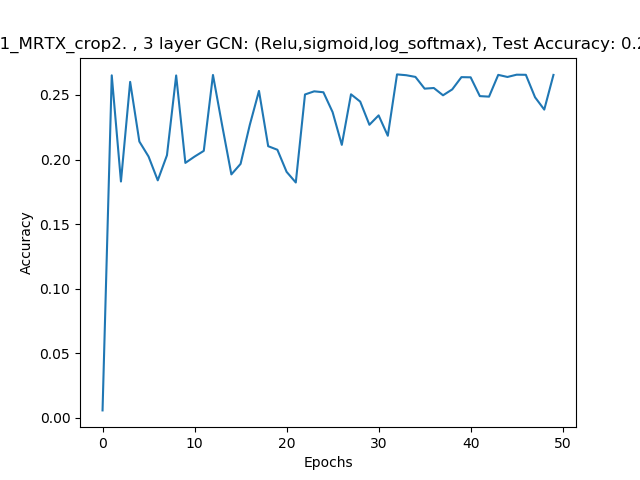 1_MRTX_crop2. , 3 layer GCN: (Relu,sigmoid,log_softmax), Test Accuracy: 0.2
0.25
0.20
0.15
0.10
0.05
0.00
Accuracy
0 10 20 30 40 50
Epochs